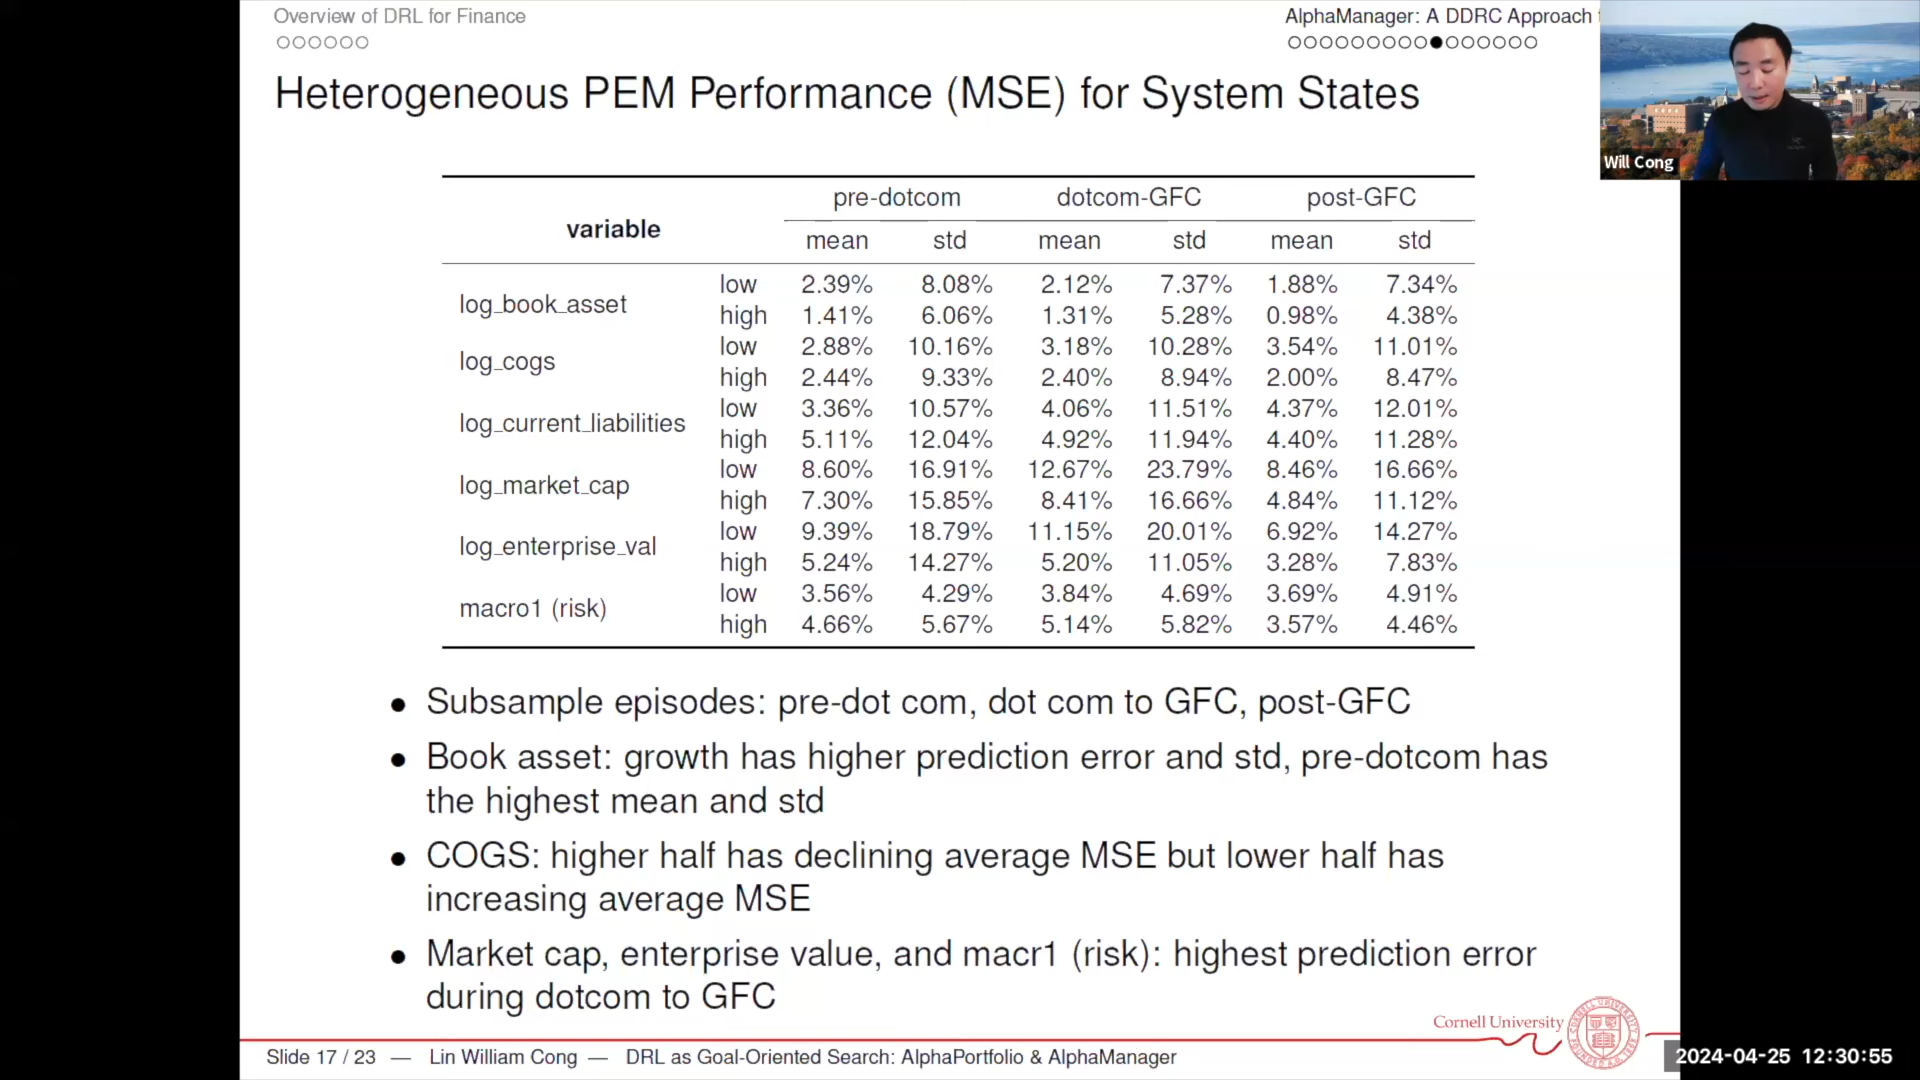 Overview of DRL for Finance
AlphaManager: A DDRC Approach
Heterogeneous PEM Performance (MSE) for System States
Will Cong
variable pre-dotcom dotcom-GFC post-GFC
mean std mean std mean std
log_book_asset low 2.39% 8.08% 2.12% 7.37% 1.88% 7.34%
high 1.41% 6.06% 1.31% 5.28% 0.98% 4.38%
log_cogs low 2.88% 10.16% 3.18% 10.28% 3.54% 11.01%
high 2.44% 9.33% 2.40% 8.94% 2.00% 8.47%
log_current_liabilities low 3.36% 10.57% 4.06% 11.51% 4.37% 12.01%
high 5.11% 12.04% 4.92% 11.94% 4.40% 11.28%
log_market_cap low 8.60% 16.91% 12.67% 23.79% 8.46% 16.66%
high 7.30% 15.85% 8.41% 16.66% 4.84% 11.12%
log_enterprise_val low 9.39% 18.79% 11.15% 20.01% 6.92% 14.27%
high 5.24% 14.27% 5.20% 11.05% 3.28% 7.83%
macro1 (risk) low 3.56% 4.29% 3.84% 4.69% 3.69% 4.91%
high 4.66% 5.67% 5.14% 5.82% 3.57% 4.46%
• Subsample episodes: pre-dot com, dot com to GFC, post-GFC
• Book asset: growth has higher prediction error and std, pre-dotcom has
the highest mean and std
• COGS: higher half has declining average MSE but lower half has
increasing average MSE
• Market cap, enterprise value, and macr1 (risk): highest prediction error
during dotcom to GFC
Cornell University
Slide 17 / 23 — Lin William Cong — DRL as Goal-Oriented Search: AlphaPortfolio & AlphaManager
2024-04-25 12:30:55